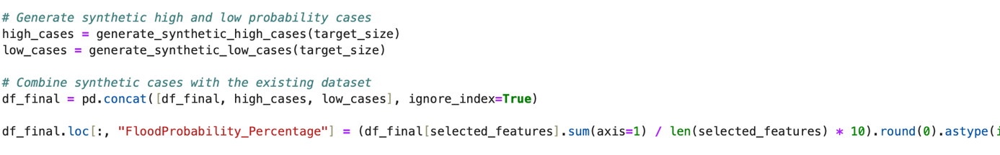 # Generate synthetic high and low probability cases
high_cases = generate_synthetic_high_cases(target_size)
low_cases = generate_synthetic_low_cases(target_size)
# Combine synthetic cases with the existing dataset
df_final = pd.concat([df_final, high_cases, low_cases], ignore_index=True)
df_final.loc[:, "FloodProbability_Percentage"] = (df_final[selected_features].sum(axis=1) / len(selected_features) * 10).round(0).astype(i